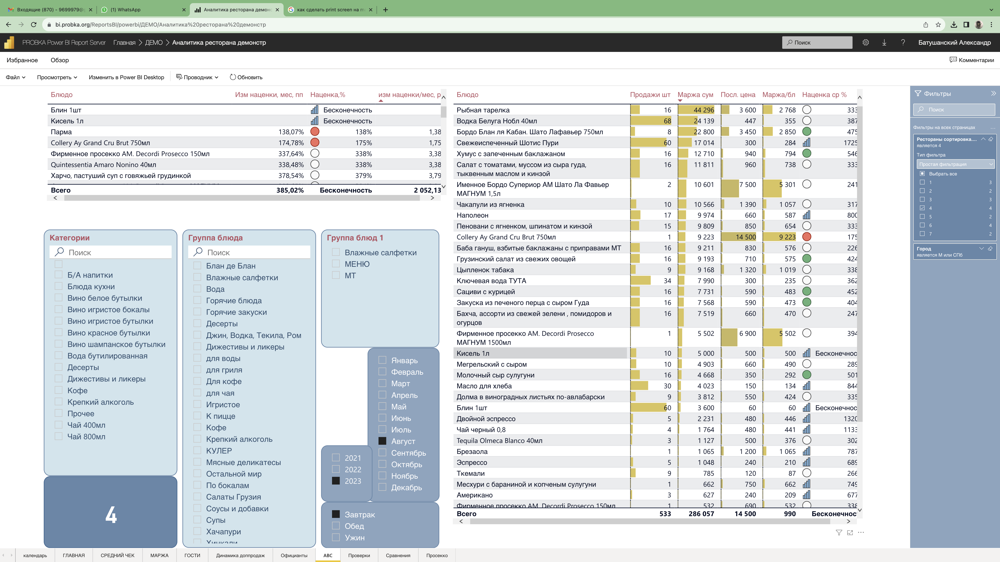 Входящие (870) - 9699979@g
(1) WhatsApp
Аналитика ресторана демонс
как сделать print screen на ma
bi.probka.org/ReportsBI/powerbi/ДЕМО/Аналитика%20ресторана%20демонстр
PROBKA Power BI Report Server
Главная > ДЕМО > Аналитика ресторана демонстр
Поиск
Батушанский Александр
Избранное
Обзор
Комментарии
Файл
Просмотреть
Изменить в Power BI Desktop
Проводник
Обновить
Блюдо Изм наценки, мес, пп Наценка,% изм наценки/мес, р
Блин 1шт Бесконечность
Кисель 1л Бесконечность
Парма 138,07% 138% 1,38
Collery Ay Grand Cru Brut 750мл 174,78% 175% 1,75
Фирменное просекко АМ. Decordi Prosecco 150мл 337,64% 338% 3,38
Quintessentia Amaro Nonino 40мл 338,48% 338% 3,38
Харчо, пастуший суп с говяжьей грудинкой 378,54% 379% 3,79
Всего 385,02% Бесконечность 2 052,13
Категории
Поиск
Б/А напитки
Блюда кухни
Вино белое бутылки
Вино игристое бокалы
Вино игристое бутылки
Вино красное бутылки
Вино шампанское бутылки
Вода бутилированная
Десерты
Дижестивы и ликеры
Кофе
Крепкий алкоголь
Прочее
Чай 400мл
Чай 800мл
4
Группа блюда
Поиск
Блан де Блан
Влажные салфетки
Вода
Горячие блюда
Горячие закуски
Десерты
Джин, Водка, Текила, Ром
Дижестивы и ликеры
для воды
для гриля
Для кофе
для чая
Игристое
К пицце
Кофе
Крепкий алкоголь
КУЛЕР
Мясные деликатесы
Остальной мир
По бокалам
Салаты Грузия
Соусы и добавки
Супы
Хачапури
Хинкали
Группа блюд 1
Влажные салфетки
МЕНЮ
МТ
Январь
Февраль
Март
Апрель
Май
Июнь
Июль
Август
Сентябрь
Октябрь
Ноябрь
Декабрь
2021
2022
2023
Завтрак
Обед
Ужин
Блюдо Продажи шт Маржа сум Посл. цена Маржа/бл Наценка ср %
Рыбная тарелка 16 44 296 3 600 2 768 333
Водка Белуга Нобл 40мл 68 24 139 447 355 387
Бордо Блан ля Кабан. Шато Лафавьер 750мл 8 22 800 3 450 2 850 475
Свежеиспеченный Шотис Пури 60 17 014 300 284 1725
Хумус с запеченным баклажаном 16 12 710 940 794 546
Салат с томатами, муссом из сыра гуда, 16 11 811 960 738 333
тыквенным маслом и кинзой
Именное Бордо Супериор АМ Шато Ла Фавьер 2 10 601 7 500 5 301 241
МАГНУМ 1,5л
Чакапули из ягненка 10 10 566 1 390 1 057 317
Наполеон 17 9 974 660 587 800
Пеновани с ягненком, шпинатом и кинзой 15 9 809 850 654 333
Collery Ay Grand Cru Brut 750мл 1 9 223 14 500 9 223 175
Баба гануш, взбитые баклажаны с приправами МТ 16 9 211 830 576 226
Грузинский салат из свежих овощей 16 9 193 710 575 424
Цыпленок табака 9 9 168 1 320 1 019 338
Ключевая вода ТУТА 34 7 990 300 235 362
Сациви с курицей 16 7 731 590 483 452
Закуска из печеного перца с сыром Гуда 16 7 568 590 473 404
Бахча, ассорти из свежей зелени , помидоров и 16 7 519 660 470 247
огурцов
Фирменное просекко АМ. Decordi Prosecco 1 5 502 6 900 5 502 394
МАГНУМ 1500мл
Кисель 1л 10 5 000 500 500 Бесконечнос
Мегрельский с сыром 10 4 903 660 490 289
Молочный сыр сулугуни 16 4 668 350 292 501
Масло для хлеба 30 4 023 150 134 844
Долма в виноградных листьях по-авлабарски 9 3 812 550 424 335
Блин 1шт 60 3 600 60 60 Бесконечнос
Двойной эспрессо 5 2 231 480 446 1320
Чай черный 0,8 4 1 764 480 441 1133
Tequila Olmeca Blanco 40мл 3 1 127 500 376 302
Брезаола 1 1 065 1 200 1 065 787
Эспрессо 5 1 048 240 210 689
Ткемали 9 785 120 87 266
Месхури с бараниной и копченым сулугуни 1 662 750 662 749
Американо 3 627 240 209 677
Фирменное просекко АМ. Decordi Prosecco 150мл 1 532 690 532 338
Всего 533 286 057 14 500 990 Бесконечнос
Фильтры
Поиск
Фильтры на всех страницах ...
Рестораны сортировка....
является 4
Тип фильтра
Простая фильтрация
Выбрать все
1 3
2 2
3 3
4 4
5 2
6 4
7 2
Город
является М или СПб
календарь
ГЛАВНАЯ
СРЕДНИЙ ЧЕК
МАРЖА
ГОСТИ
Динамика доппродаж
Официанты
ABC
Проверки
Сравнения
Просекко